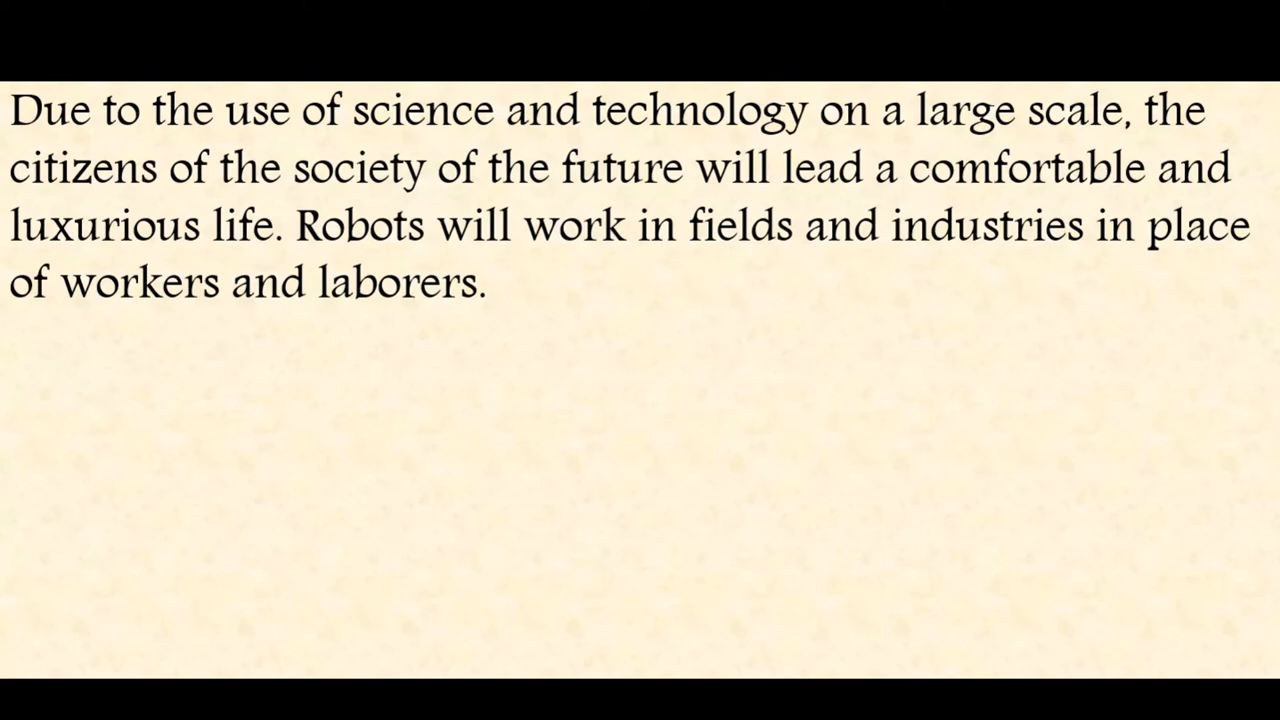 Due to the use of science and technology on a large scale, the
citizens of the society of the future will lead a comfortable and
luxurious life. Robots will work in fields and industries in place
of workers and laborers.